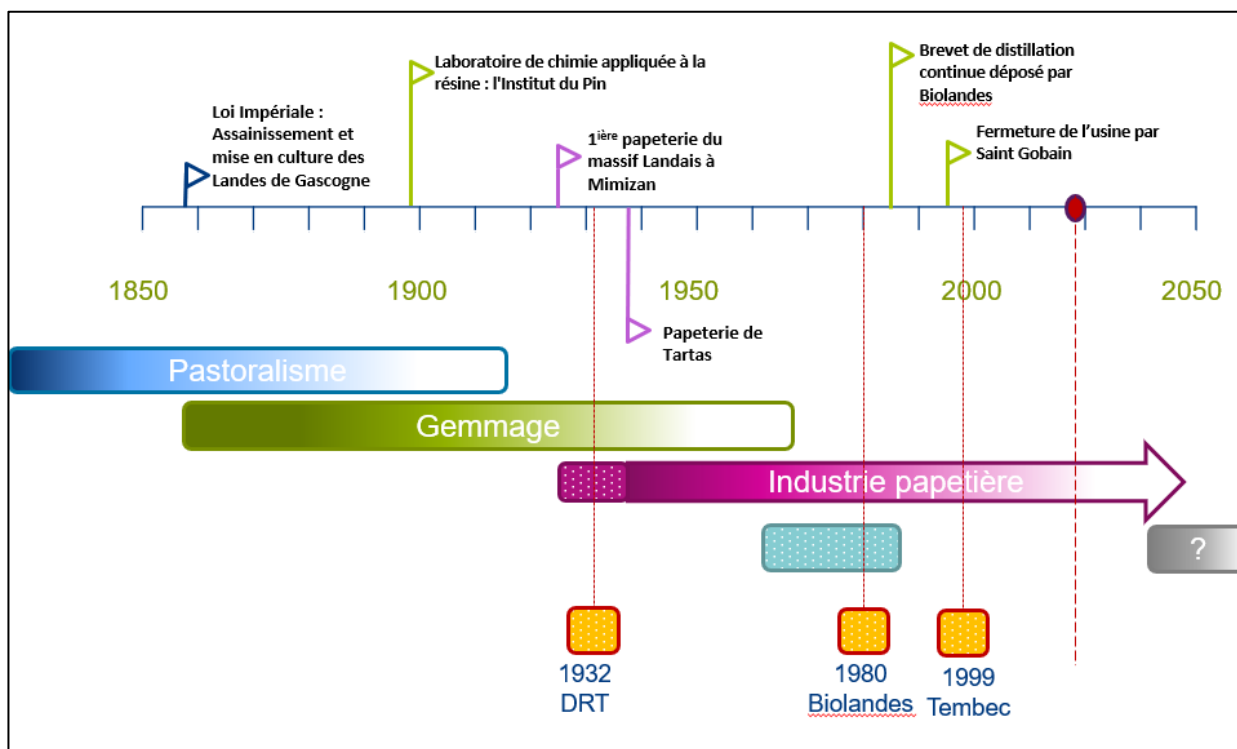 Laboratoire de chimie appliquée à la
résine : l'Institut du Pin
Brevet de distillation
continue déposé par
Biolandes
Loi Impériale :
Assainissement et
mise en culture des
Landes de Gascogne
1ière papeterie du
massif Landais à
Mimizan
Fermeture de l’usine par
Saint Gobain
1850
1900
1950
2000
2050
Papeterie de
Tartas
Pastoralisme
Gemmage
Industrie papetière
?
1932
DRT
1980
Biolandes
1999
Tembec